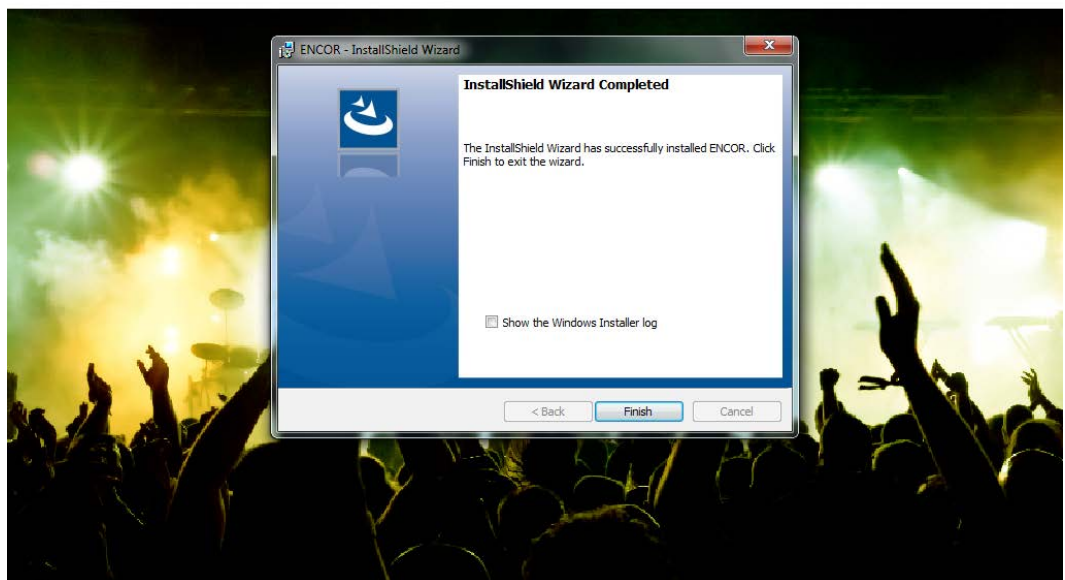 ENCOR - InstallShield Wizard
InstallShield Wizard Completed
The InstallShield Wizard has successfully installed ENCOR. Click
Finish to exit the wizard.
Show the Windows Installer log
< Back
Finish
Cancel